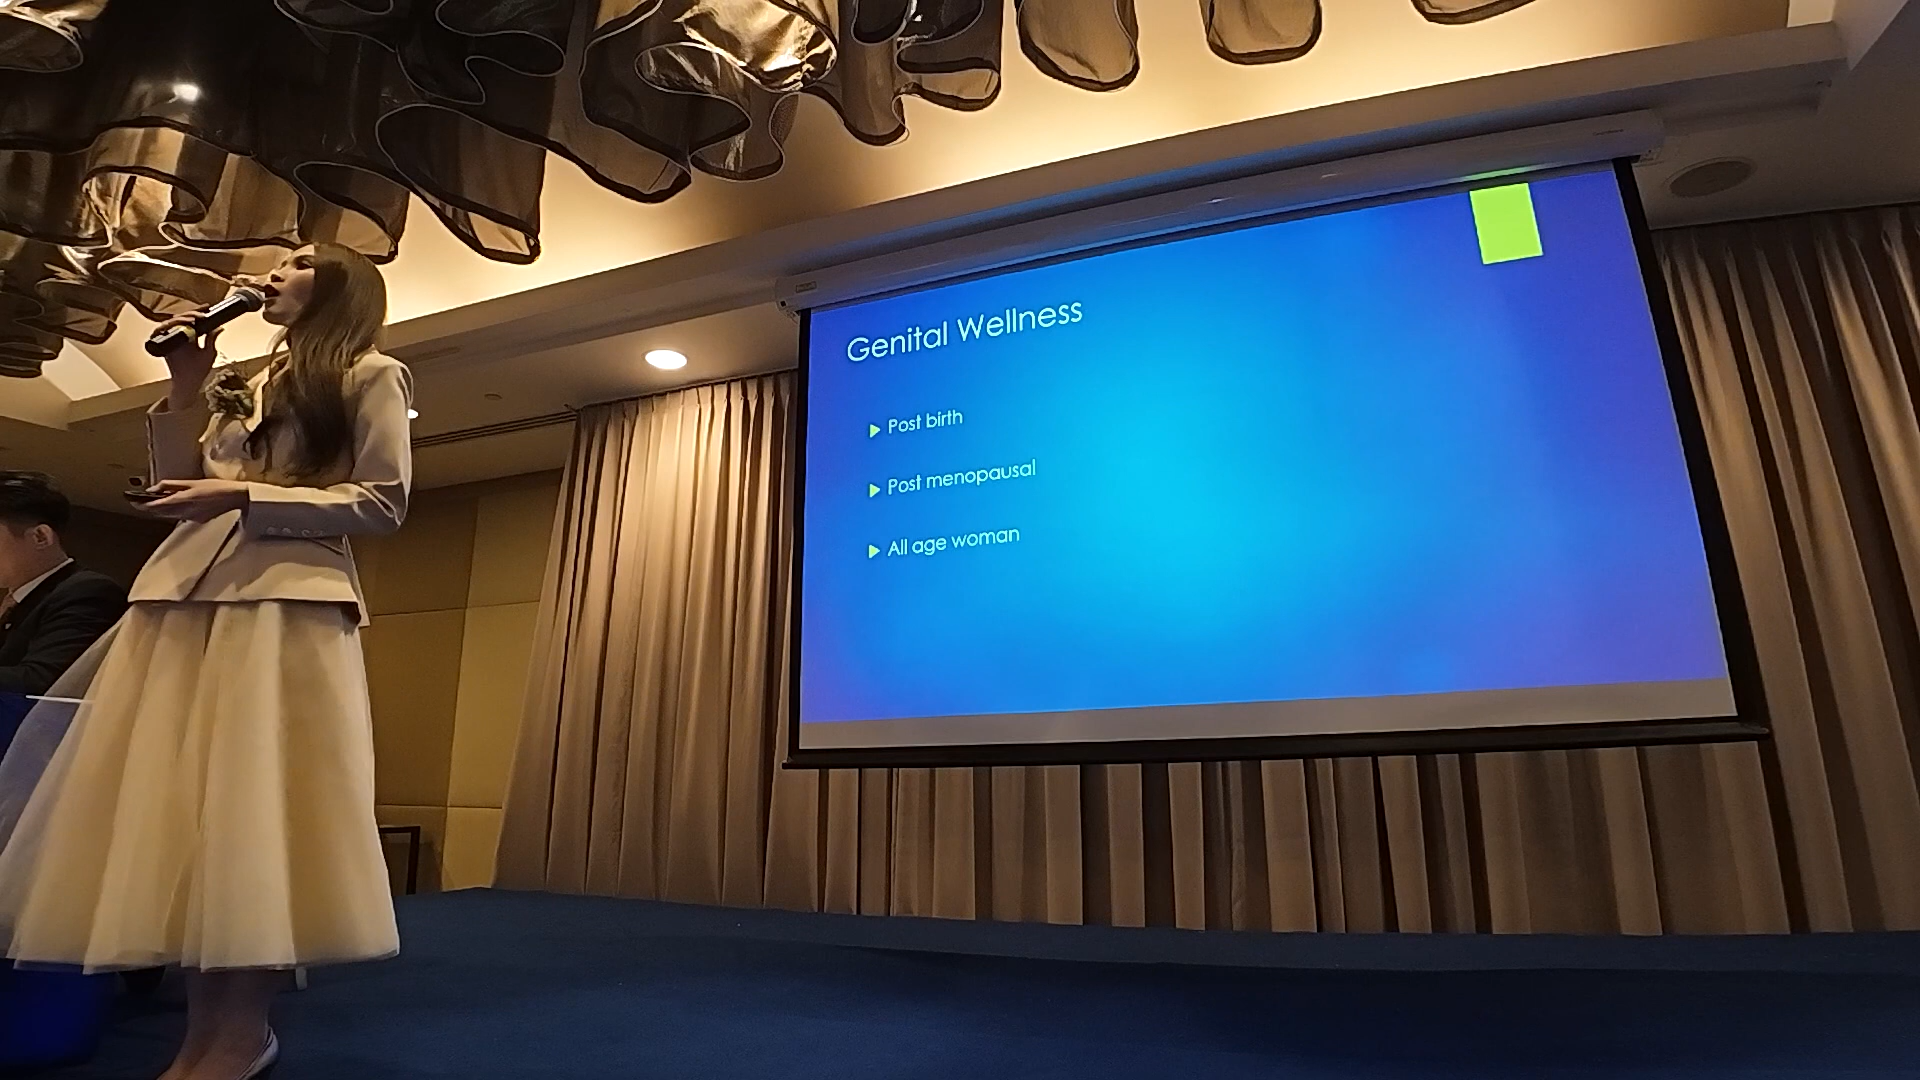 Genital Wellness
Post birth
Post menopausal
All age woman